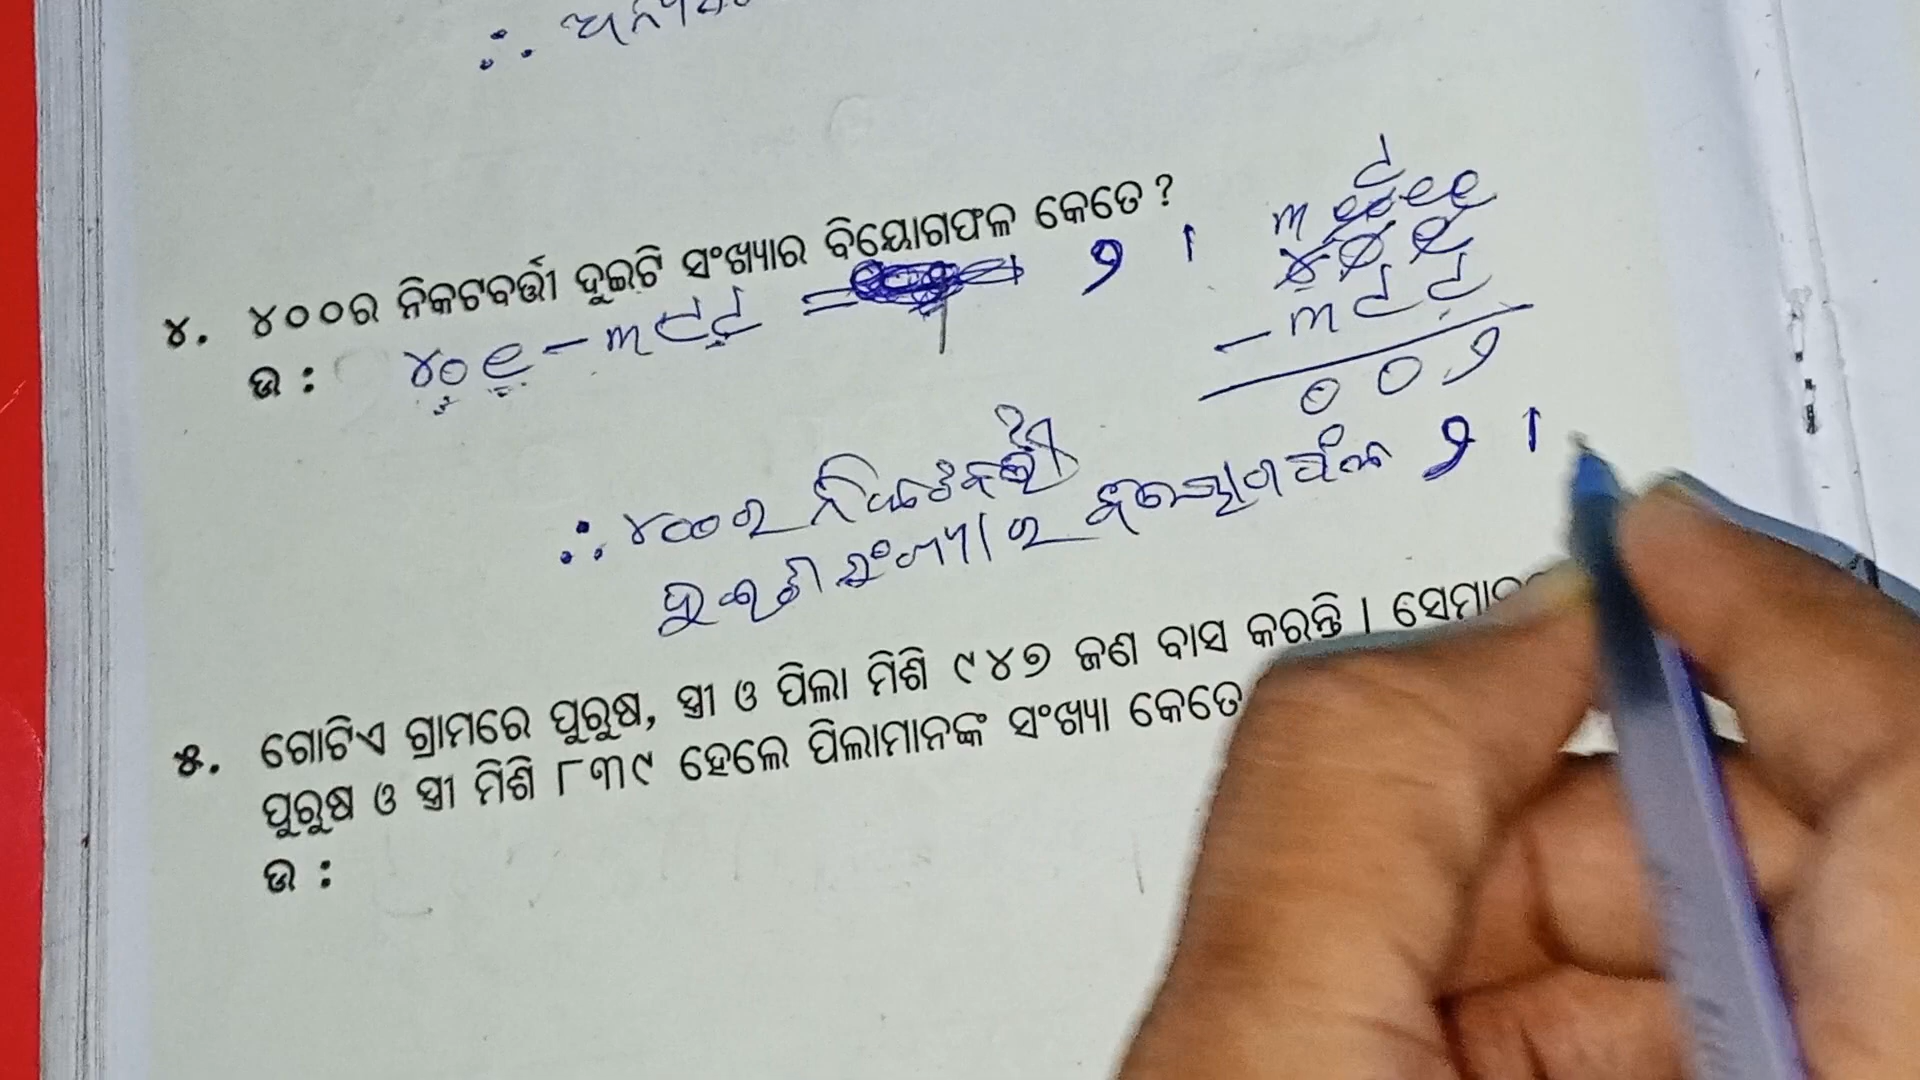 ୪. ୪୦୦ର ନିକଟବର୍ତ୍ତୀ ଦୁଇଟି ସଂଖ୍ୟାର ବିୟୋଗଫଳ କେତେ ?
ଉ : ୪୦୧ - ୩୯୯ = ୨ ।
୪୦୧
- ୩୯୯
୦୦୨
∴ ୪୦୦ର ନିକଟବର୍ତ୍ତୀ
ଦୁଇଟି ସଂଖ୍ୟାର ବିୟୋଗଫଳ ୨ ।
୫. ଗୋଟିଏ ଗ୍ରାମରେ ପୁରୁଷ, ସ୍ତ୍ରୀ ଓ ପିଲା ମିଶି ୯୪୭ ଜଣ ବାସ କରନ୍ତି ।
ପୁରୁଷ ଓ ସ୍ତ୍ରୀ ମିଶି ୮୩୯ ହେଲେ ପିଲାମାନଙ୍କ ସଂଖ୍ୟା କେତେ
ଉ :